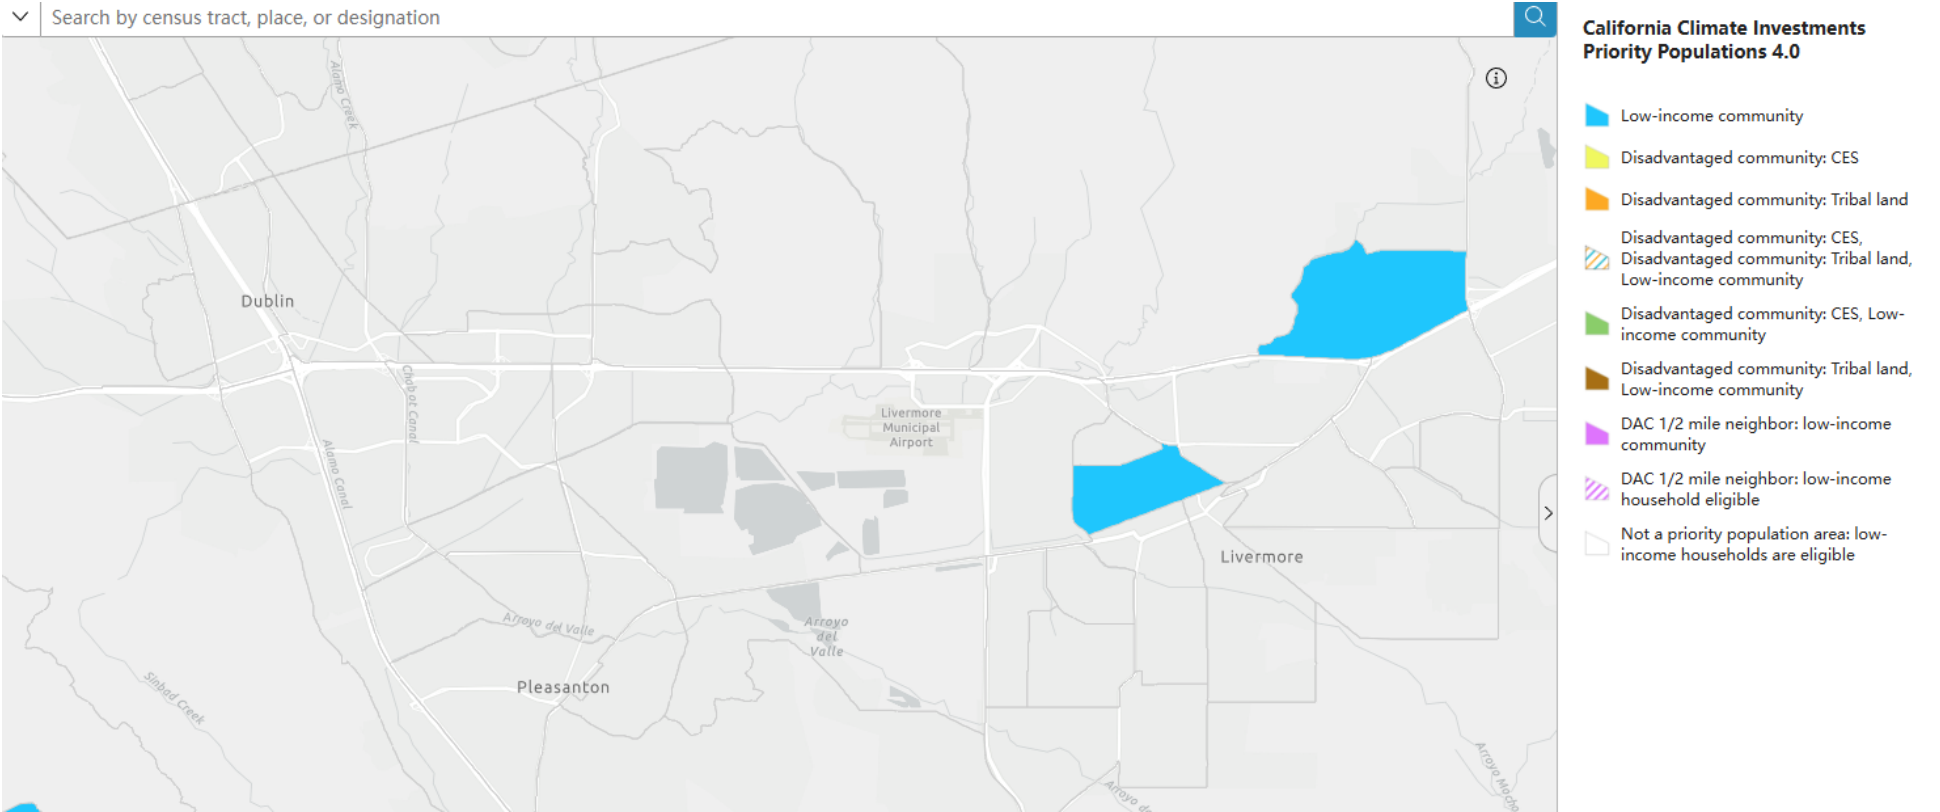 Search by census tract, place, or designation
California Climate Investments
Priority Populations 4.0
Low-income community
Disadvantaged community: CES
Disadvantaged community: Tribal land
Disadvantaged community: CES,
Disadvantaged community: Tribal land,
Low-income community
Disadvantaged community: CES, Low-
income community
Disadvantaged community: Tribal land,
Low-income community
DAC 1/2 mile neighbor: low-income
community
DAC 1/2 mile neighbor: low-income
household eligible
Not a priority population area: low-
income households are eligible
Alamo Creek
Dublin
Chabot Canal
Livermore
Municipal
Airport
Alamo Canal
Livermore
Arroyo del Valle
Arroyo
del
Valle
Pleasanton
Sinbad Creek
Arroyo Mocho
Arroyo de